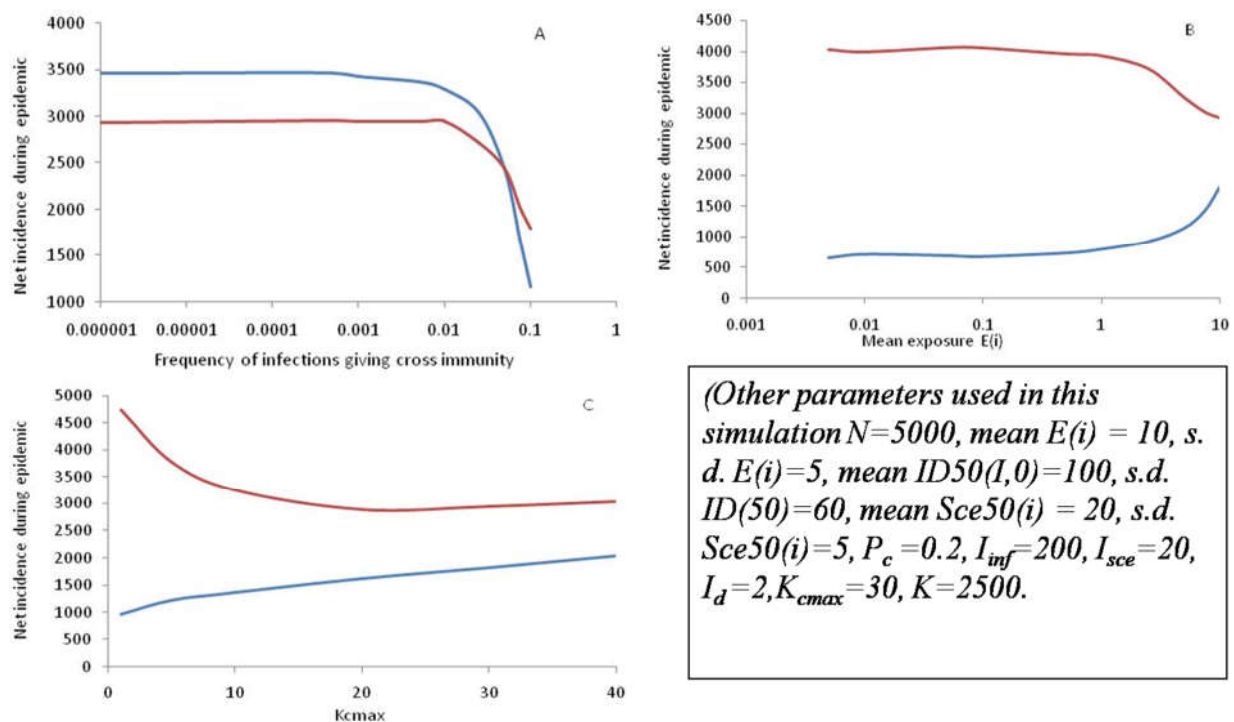 A
4000
3500
3000
2500
2000
1500
1000
Net incidence during epidemic
0.000001 0.00001 0.0001 0.001 0.01 0.1 1
Frequency of infections giving cross immunity
B
4500
4000
3500
3000
2500
2000
1500
1000
500
0
Net incidence during epidemic
0.001 0.01 0.1 1 10
Mean exposure E(i)
C
5000
4500
4000
3500
3000
2500
2000
1500
1000
500
0
Net incidence during epidemic
0 10 20 30 40
Kcmax
(Other parameters used in this
simulation N=5000, mean E(i) = 10, s.
d. E(i)=5, mean ID50(I,0)=100, s.d.
ID(50)=60, mean Sce50(i) = 20, s.d.
Sce50(i)=5, P_c =0.2, I_inf=200, I_sce=20,
I_d=2,K_cmax=30, K=2500.